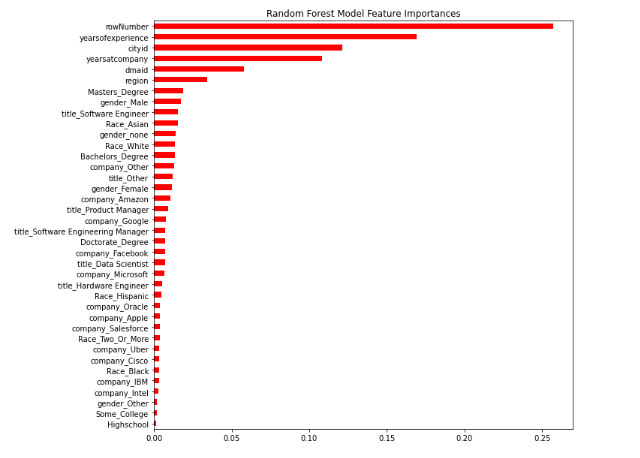 Random Forest Model Feature Importances
rowNumber
yearsofexperience
cityid
yearsatcompany
dmaid
region
Masters_Degree
gender_Male
title_Software Engineer
Race_Asian
gender_none
Race_White
Bachelors_Degree
company_Other
title_Other
gender_Female
company_Amazon
title_Product Manager
company_Google
title_Software Engineering Manager
Doctorate_Degree
company_Facebook
title_Data Scientist
company_Microsoft
title_Hardware Engineer
Race_Hispanic
company_Oracle
company_Apple
company_Salesforce
Race_Two_Or_More
company_Uber
company_Cisco
Race_Black
company_IBM
company_Intel
gender_Other
Some_College
Highschool
0.00 0.05 0.10 0.15 0.20 0.25